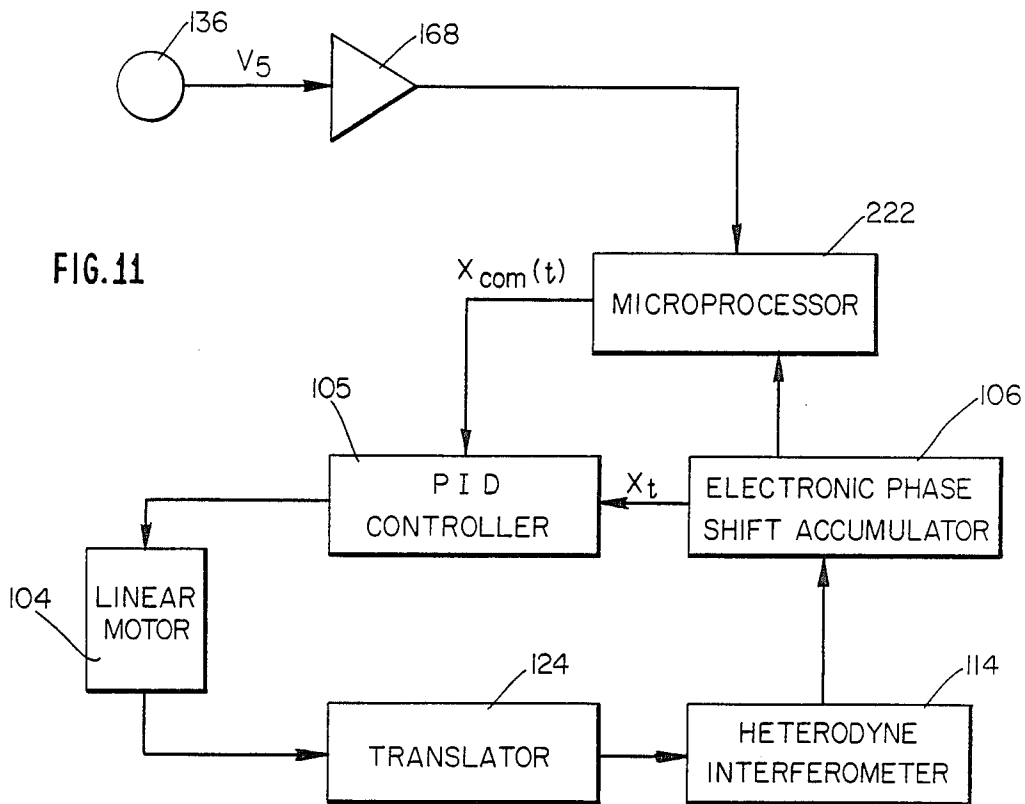 136
V5
168
222
FIG.11
Xcom(t)
MICROPROCESSOR
105
106
PID
CONTROLLER
Xt
ELECTRONIC PHASE
SHIFT ACCUMULATOR
104
LINEAR
MOTOR
124
114
TRANSLATOR
HETERODYNE
INTERFEROMETER